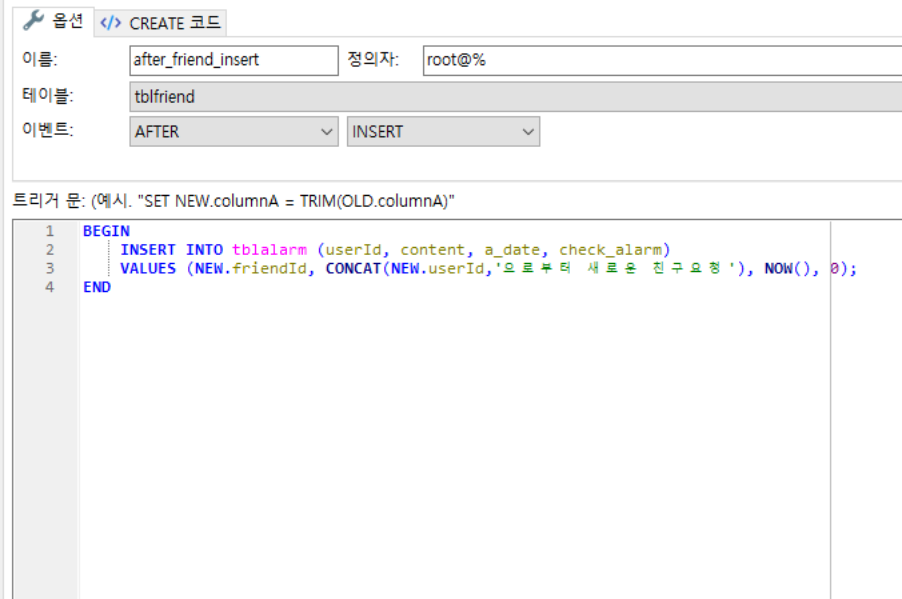 옵션 </> CREATE 코드
이름: after_friend_insert 정의자: root@%
테이블: tblfriend
이벤트: AFTER INSERT
트리거 문: (예시. "SET NEW.columnA = TRIM(OLD.columnA)"
1 BEGIN
2 INSERT INTO tblalarm (userId, content, a_date, check_alarm)
3 VALUES (NEW.friendId, CONCAT(NEW.userId,'으로부터 새로운 친구요청'), NOW(), 0);
4 END